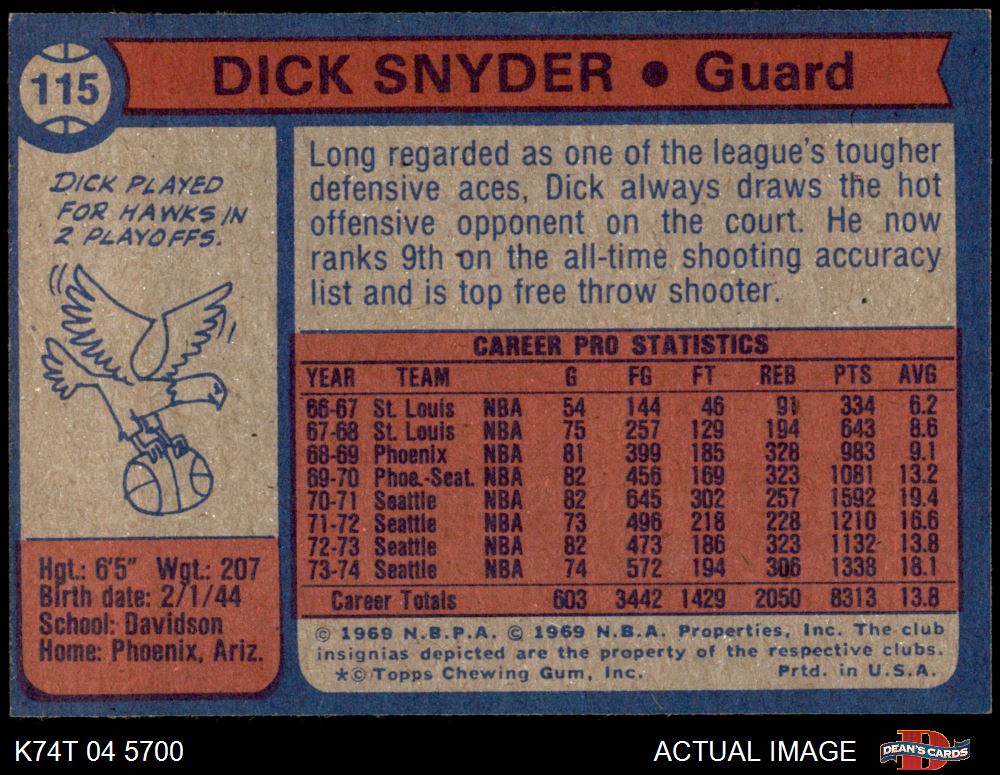 115
DICK SNYDER • Guard
DICK PLAYED
FOR HAWKS IN
2 PLAYOFFS.
Long regarded as one of the league's tougher
defensive aces, Dick always draws the hot
offensive opponent on the court. He now
ranks 9th on the all-time shooting accuracy
list and is top free throw shooter.
CAREER PRO STATISTICS
YEAR TEAM G FG FT REB PTS AVG
66-67 St. Louis NBA 54 144 46 91 334 6.2
67-68 St. Louis NBA 75 257 129 194 643 8.6
68-69 Phoenix NBA 81 399 185 328 983 9.1
69-70 Phoe.-Seat. NBA 82 456 169 323 1081 13.2
70-71 Seattle NBA 82 645 302 257 1592 19.4
71-72 Seattle NBA 73 496 218 228 1210 16.6
72-73 Seattle NBA 82 473 186 323 1132 13.8
73-74 Seattle NBA 74 572 194 306 1338 18.1
Career Totals 603 3442 1429 2050 8313 13.8
Hgt.: 6'5" Wgt.: 207
Birth date: 2/1/44
School: Davidson
Home: Phoenix, Ariz.
© 1969 N.B.P.A. © 1969 N.B.A. Properties, Inc. The club
insignias depicted are the property of the respective clubs.
*© Topps Chewing Gum, Inc. Prtd. in U.S.A.
K74T 04 5700 ACTUAL IMAGE
D
DEAN'S CARDS